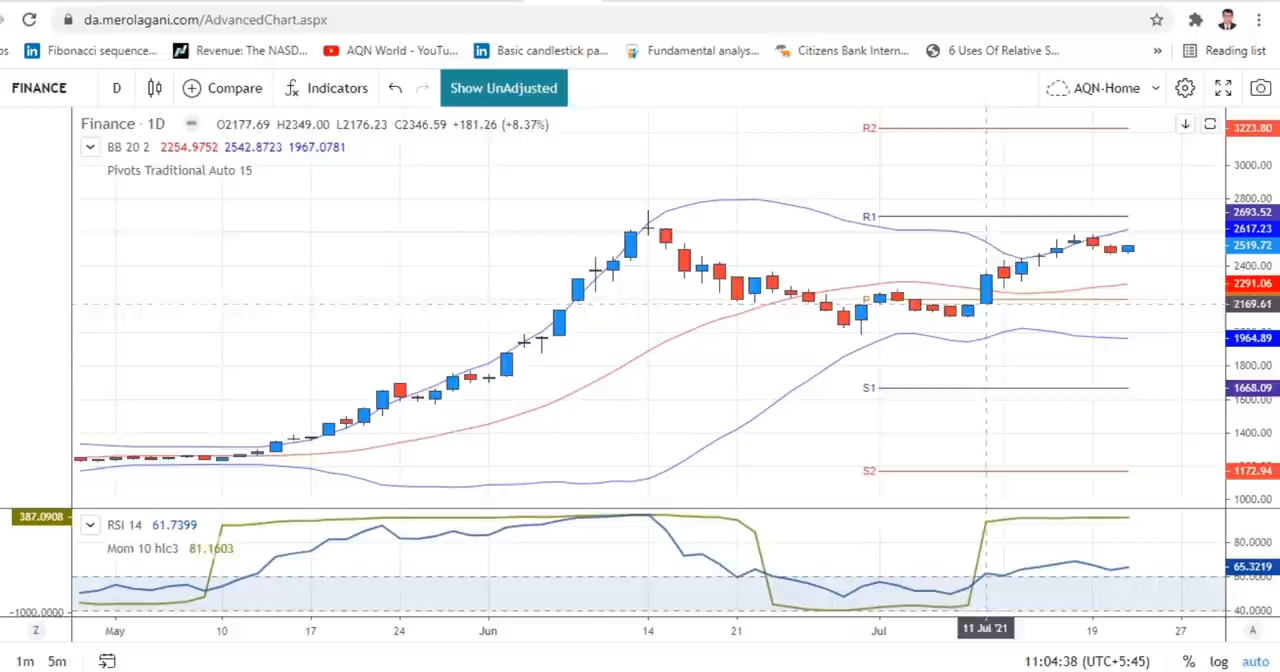 da.merolagani.com/AdvancedChart.aspx
os Fibonacci sequence... Revenue: The NASD... AQN World - YouTu... Basic candlestick pa... Fundamental analys... Citizens Bank Intern... 6 Uses Of Relative S... » Reading list
FINANCE D Compare Indicators Show UnAdjusted AQN-Home
Finance · 1D O2177.69 H2349.00 L2176.23 C2346.59 +181.26 (+8.37%)
BB 20 2 2254.9752 2542.8723 1967.0781
Pivots Traditional Auto 15
R2 3223.80
3000.00
2800.00
R1 2693.52
2617.23
2519.72
2400.00
2291.06
P
2169.61
1964.89
1800.00
S1 1668.09
1600.00
1400.00
S2 1172.94
1000.00
387.0908 RSI 14 61.7399
Mom 10 hlc3 81.1603
80.0000
65.3219
60.0000
-1000.0000 40.0000
Z May 10 17 24 Jun 14 21 Jul 11 Jul '21 19 27 A
1m 5m 11:04:38 (UTC+5:45) % log auto